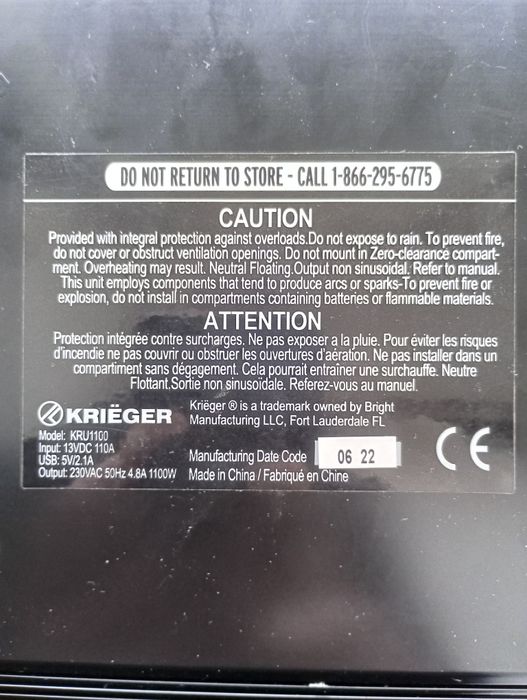 DO NOT RETURN TO STORE - CALL 1-866-295-6775
CAUTION
Provided with integral protection against overloads.Do not expose to rain. To prevent fire,
do not cover or obstruct ventilation openings. Do not mount in Zero-clearance compart-
ment. Overheating may result. Neutral Floating.Output non sinusoidal. Refer to manual.
This unit employs components that tend to produce arcs or sparks-To prevent fire or
explosion, do not install in compartments containing batteries or flammable materials.
ATTENTION
Protection intégrée contre surcharges. Ne pas exposer a la pluie. Pour éviter les risques
d'incendie ne pas couvrir ou obstruer les ouvertures d'aération. Ne pas installer dans un
compartiment sans dégagement. Cela pourrait entraîner une surchauffe. Neutre
Flottant.Sortie non sinusoïdale. Referez-vous au manuel.
KRIËGER
Kriëger ® is a trademark owned by Bright
Manufacturing LLC, Fort Lauderdale FL
Model: KRU1100
Input: 13VDC 110A
USB: 5V/2.1A
Output: 230VAC 50Hz 4.8A 1100W
Manufacturing Date Code 06 22
Made in China / Fabriqué en Chine
CE